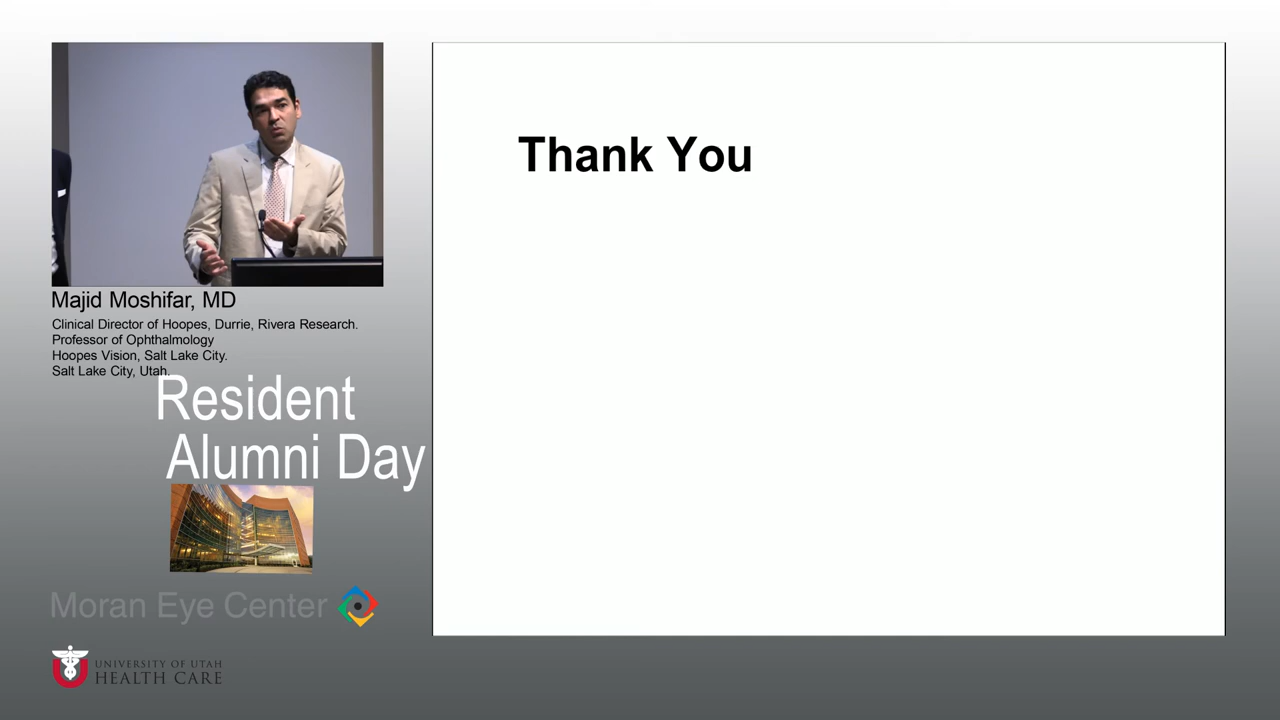 Thank You
Majid Moshifar, MD
Clinical Director of Hoopes, Durrie, Rivera Research.
Professor of Ophthalmology
Hoopes Vision, Salt Lake City.
Salt Lake City, Utah.
Resident
Alumni Day
Moran Eye Center
UNIVERSITY OF UTAH
HEALTH CARE